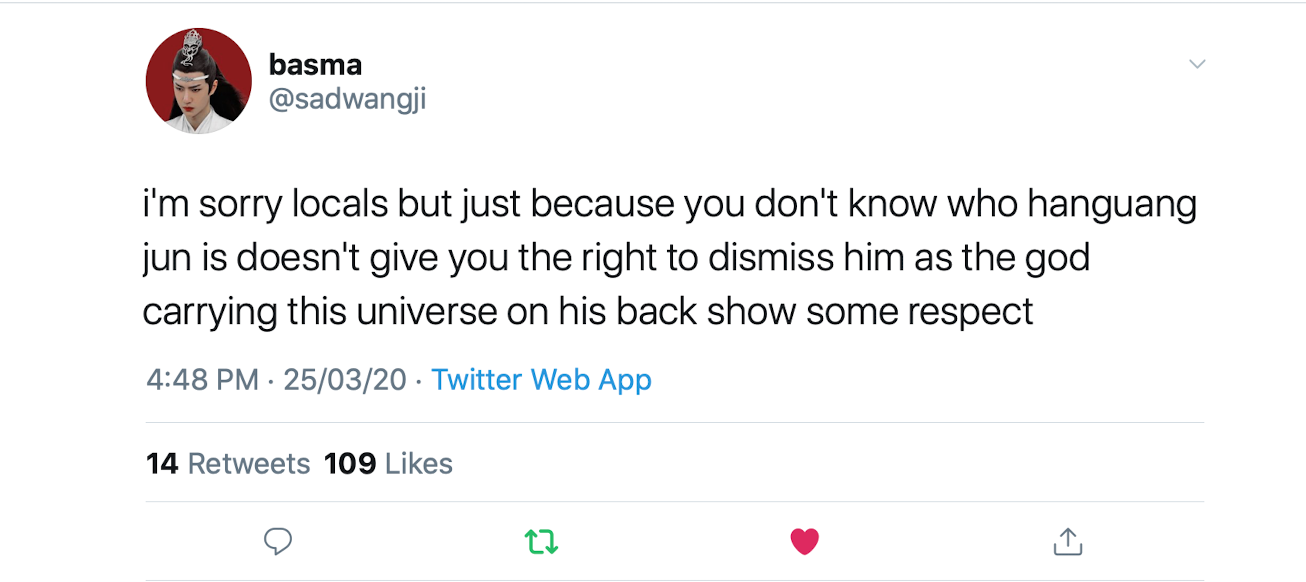 basma
@sadwangji
i'm sorry locals but just because you don't know who hanguang
jun is doesn't give you the right to dismiss him as the god
carrying this universe on his back show some respect
4:48 PM · 25/03/20 · Twitter Web App
14 Retweets 109 Likes